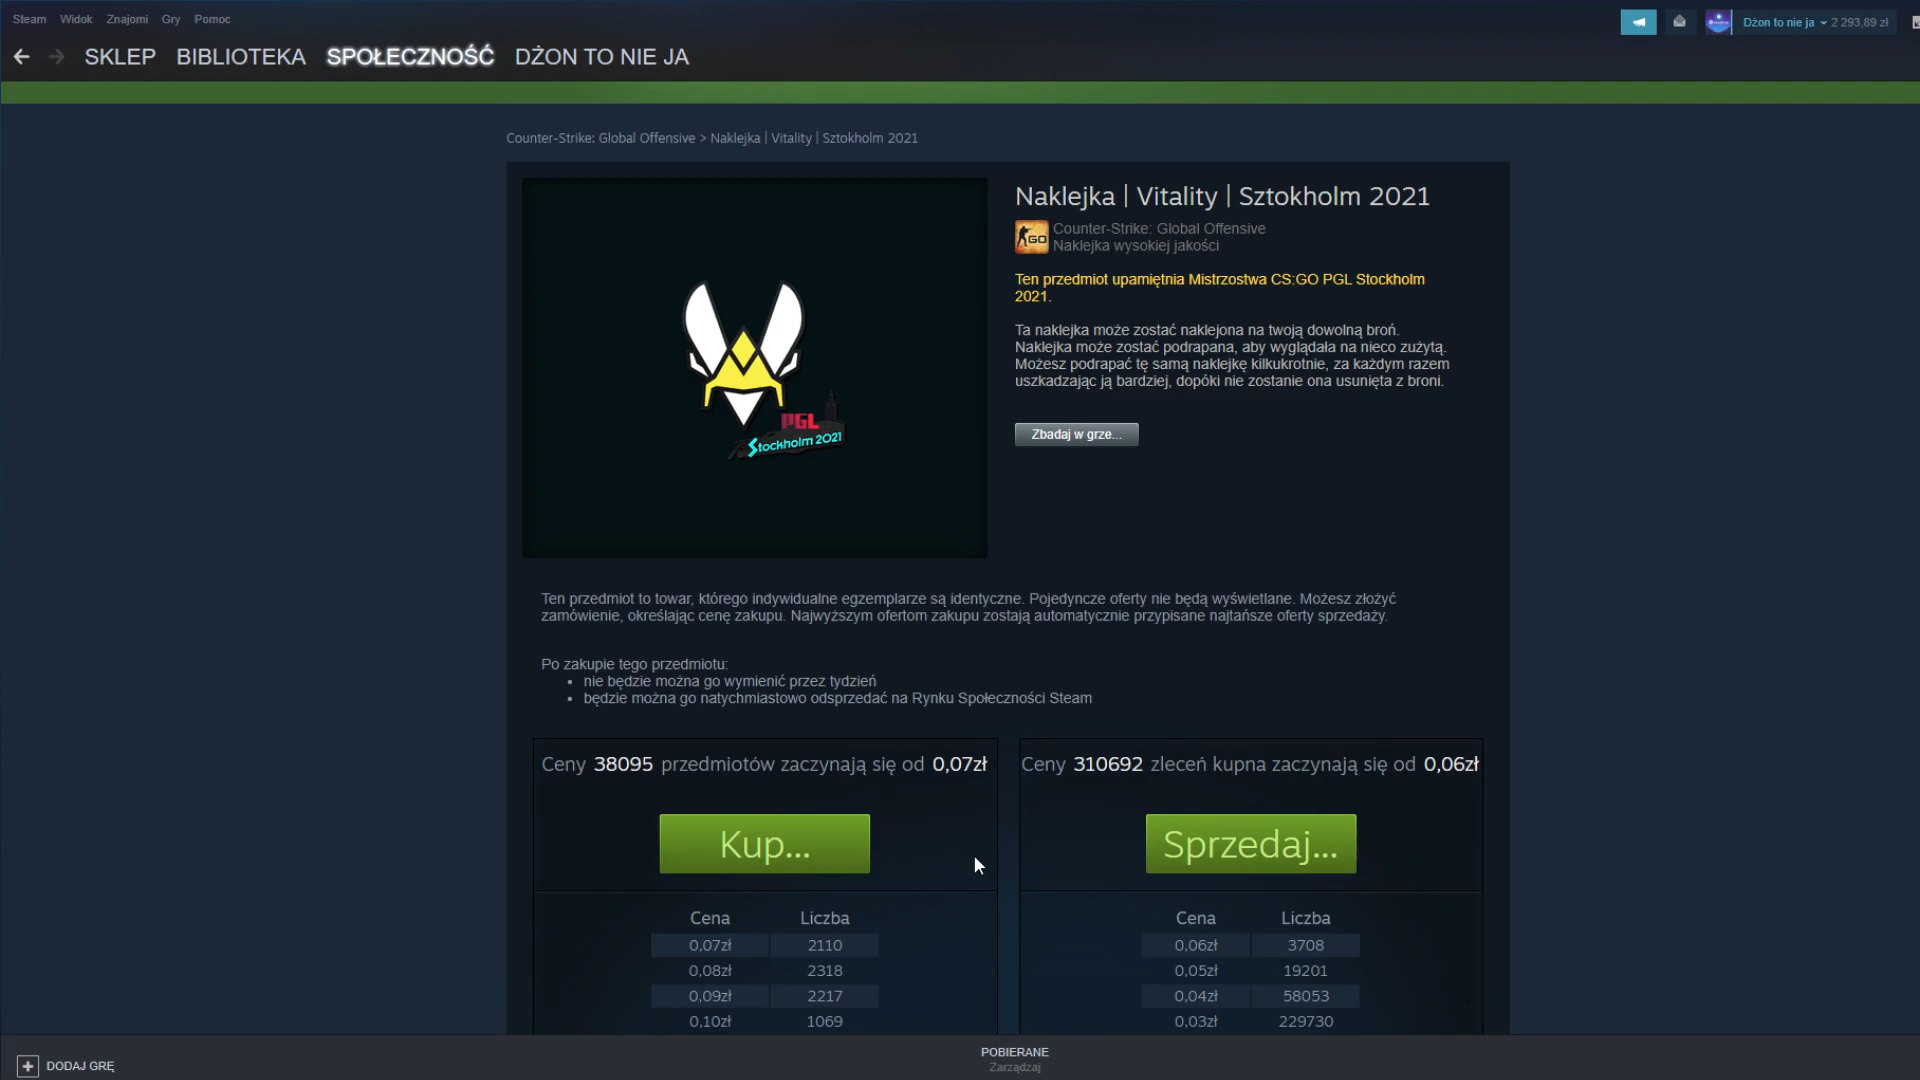 Steam Widok Znajomi Gry Pomoc
Dżon to nie ja 2 293,89 zł
SKLEP BIBLIOTEKA SPOŁECZNOŚĆ DŻON TO NIE JA
Counter-Strike: Global Offensive > Naklejka | Vitality | Sztokholm 2021
PGL
Stockholm 2021
Naklejka | Vitality | Sztokholm 2021
GO
Counter-Strike: Global Offensive
Naklejka wysokiej jakości
Ten przedmiot upamiętnia Mistrzostwa CS:GO PGL Stockholm
2021.
Ta naklejka może zostać naklejona na twoją dowolną broń.
Naklejka może zostać podrapana, aby wyglądała na nieco zużytą.
Możesz podrapać tę samą naklejkę kilkukrotnie, za każdym razem
uszkadzając ją bardziej, dopóki nie zostanie ona usunięta z broni.
Zbadaj w grze...
Ten przedmiot to towar, którego indywidualne egzemplarze są identyczne. Pojedyncze oferty nie będą wyświetlane. Możesz złożyć
zamówienie, określając cenę zakupu. Najwyższym ofertom zakupu zostają automatycznie przypisane najtańsze oferty sprzedaży.
Po zakupie tego przedmiotu:
• nie będzie można go wymienić przez tydzień
• będzie można go natychmiastowo odsprzedać na Rynku Społeczności Steam
Ceny 38095 przedmiotów zaczynają się od 0,07zł
Kup...
Cena Liczba
0,07zł 2110
0,08zł 2318
0,09zł 2217
0,10zł 1069
Ceny 310692 zleceń kupna zaczynają się od 0,06zł
Sprzedaj...
Cena Liczba
0,06zł 3708
0,05zł 19201
0,04zł 58053
0,03zł 229730
+ DODAJ GRĘ
POBIERANE
Zarządzaj